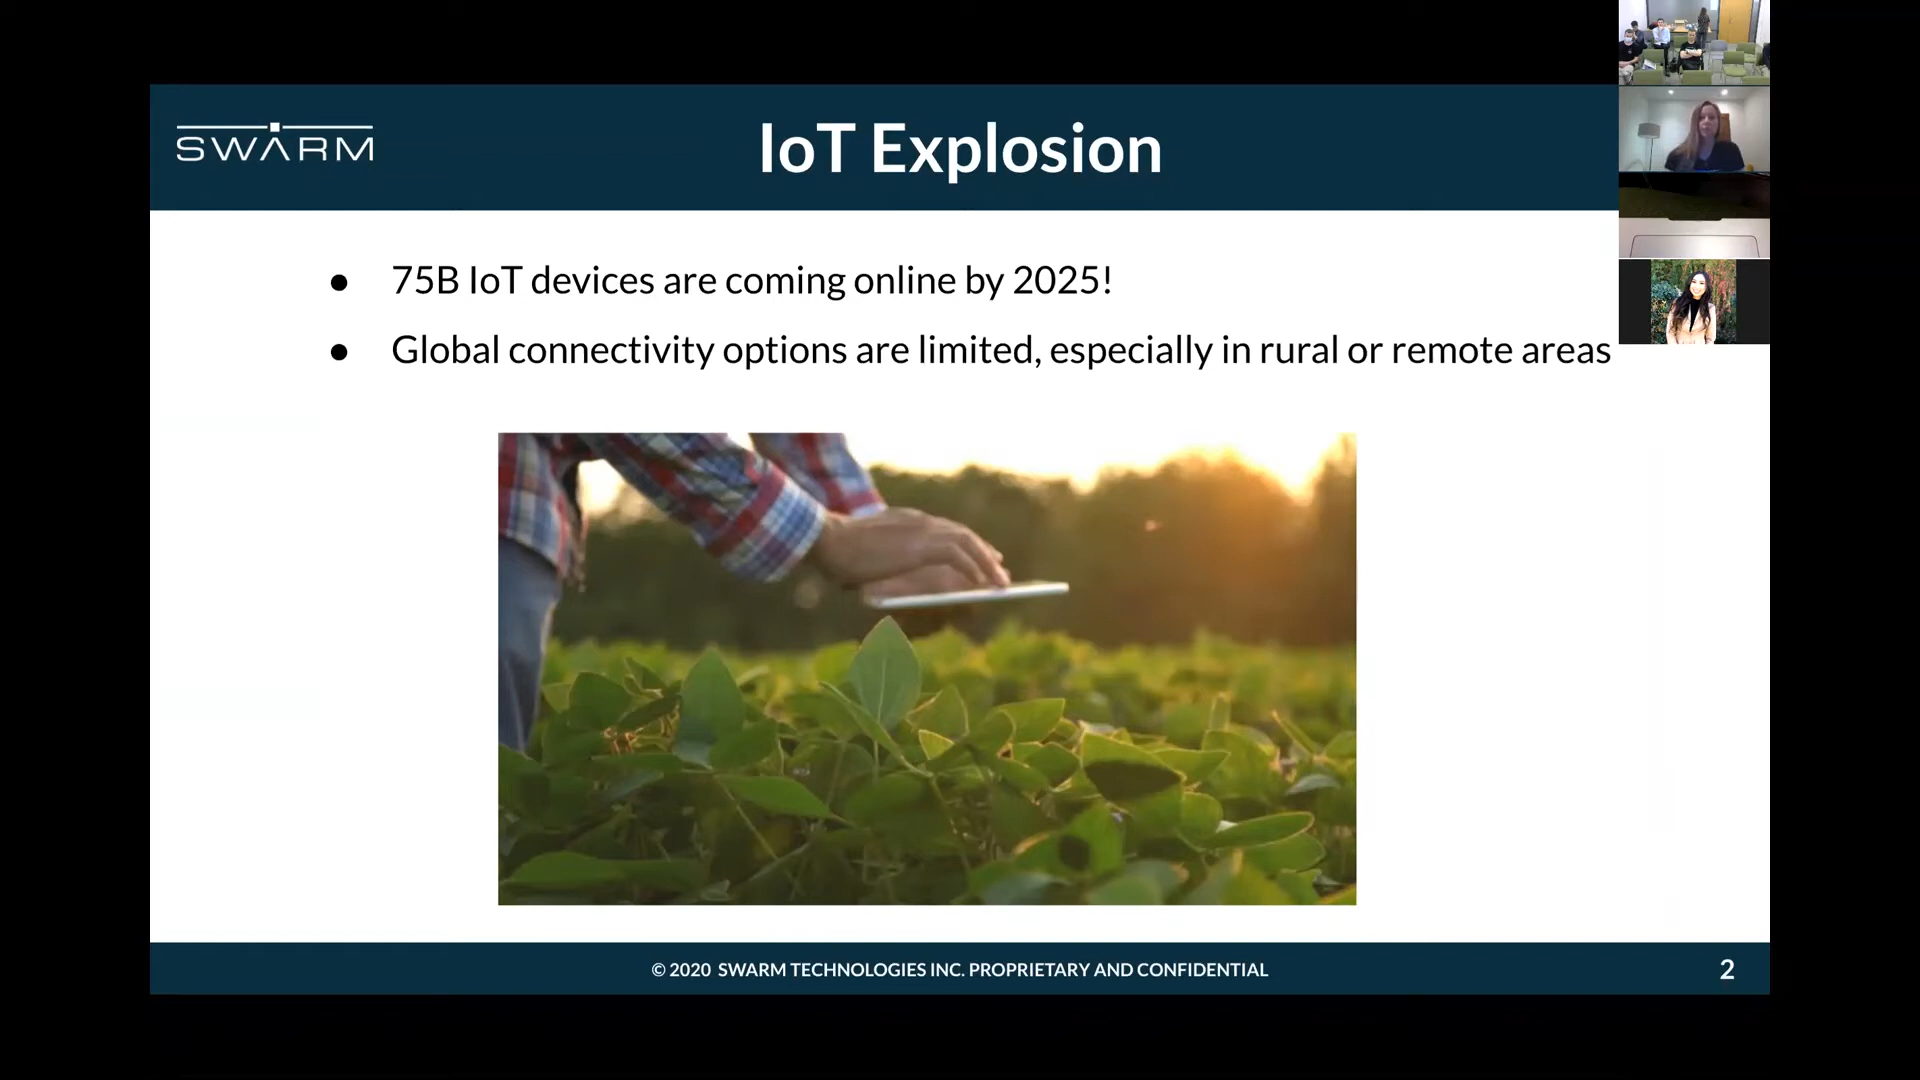 SWARM
IoT Explosion
● 75B IoT devices are coming online by 2025!
● Global connectivity options are limited, especially in rural or remote areas
© 2020 SWARM TECHNOLOGIES INC. PROPRIETARY AND CONFIDENTIAL
2